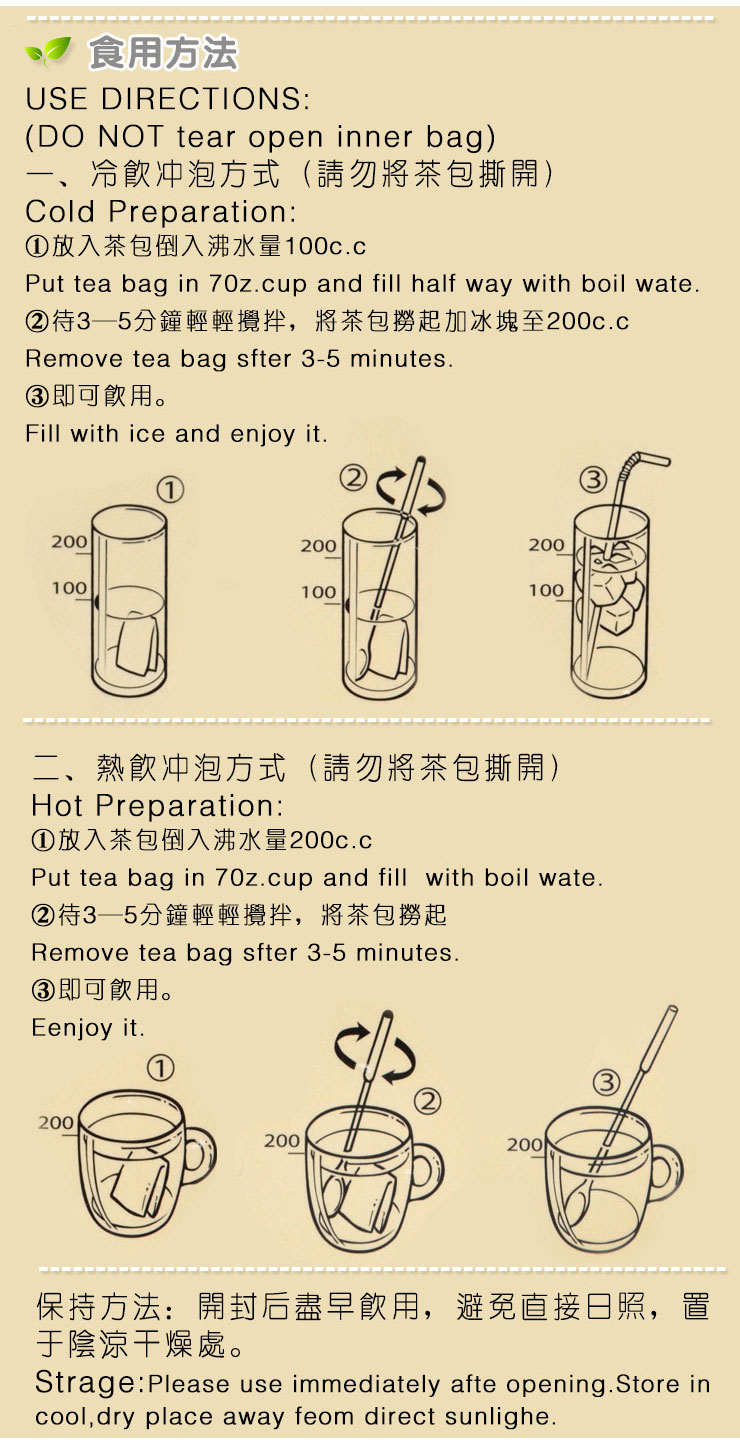 食用方法
USE DIRECTIONS:
(DO NOT tear open inner bag)
一、冷飲冲泡方式（請勿將茶包撕開）
Cold Preparation:
①放入茶包倒入沸水量100c.c
Put tea bag in 70z.cup and fill half way with boil wate.
②待3—5分鐘輕輕攪拌，將茶包撈起加冰塊至200c.c
Remove tea bag sfter 3-5 minutes.
③即可飲用。
Fill with ice and enjoy it.
① ② ③
200 200 200
100 100 100
二、熱飲冲泡方式（請勿將茶包撕開）
Hot Preparation:
①放入茶包倒入沸水量200c.c
Put tea bag in 70z.cup and fill with boil wate.
②待3—5分鐘輕輕攪拌，將茶包撈起
Remove tea bag sfter 3-5 minutes.
③即可飲用。
Eenjoy it.
① ② ③
200 200 200
保持方法：開封后盡早飲用，避免直接日照，置
于陰涼干燥處。
Strage:Please use immediately afte opening.Store in
cool,dry place away feom direct sunlighe.